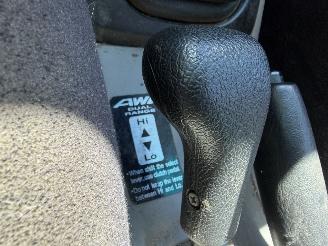 AWD
DUAL
RANGE
Hi
Lo
•When shift the select
lever, use clutch pedal.
•Do not keep the lever
between Hi and Lo